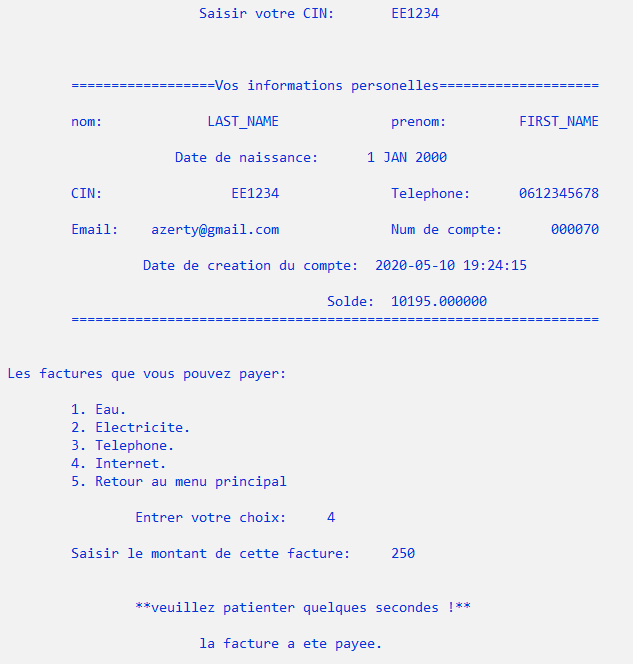 Saisir votre CIN: EE1234
==================Vos informations personelles====================
nom: LAST_NAME prenom: FIRST_NAME
Date de naissance: 1 JAN 2000
CIN: EE1234 Telephone: 0612345678
Email: azerty@gmail.com Num de compte: 000070
Date de creation du compte: 2020-05-10 19:24:15
Solde: 10195.000000
==================================================================
Les factures que vous pouvez payer:
1. Eau.
2. Electricite.
3. Telephone.
4. Internet.
5. Retour au menu principal
Entrer votre choix: 4
Saisir le montant de cette facture: 250
**veuillez patienter quelques secondes !**
la facture a ete payee.